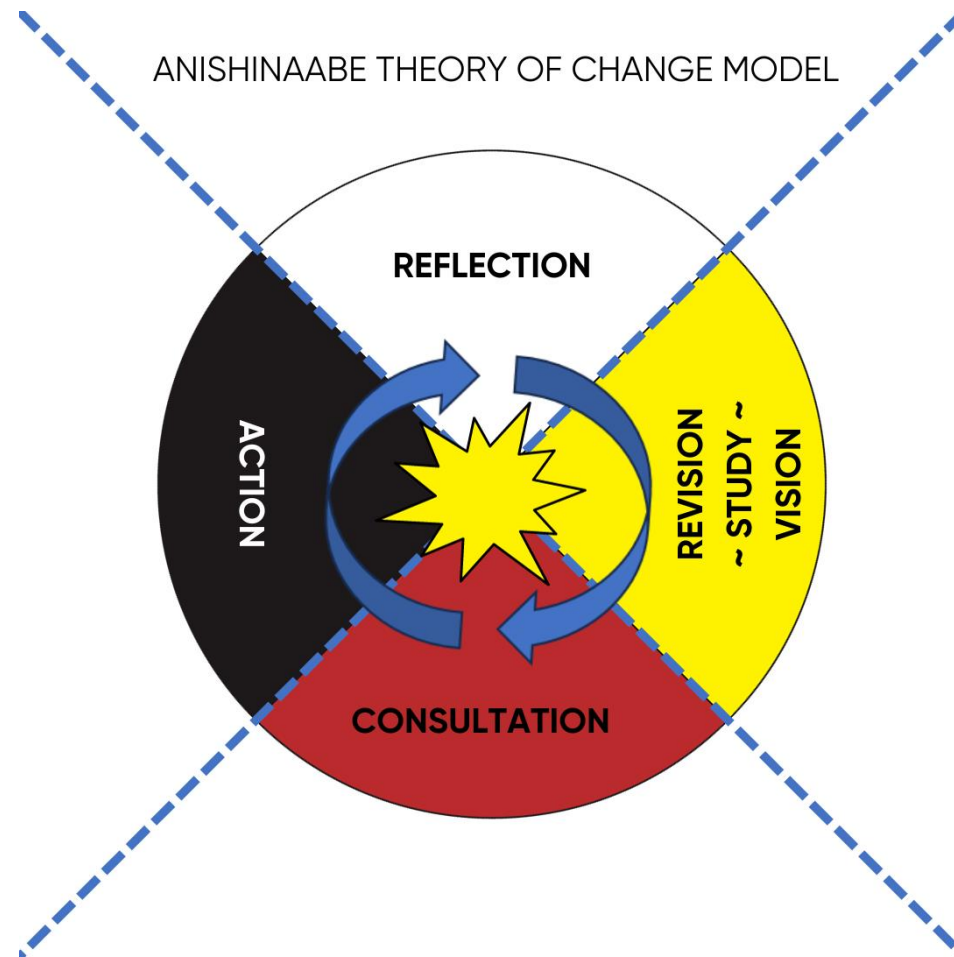 ANISHINAABE THEORY OF CHANGE MODEL
REFLECTION
ACTION
REVISION
~ STUDY ~
VISION
CONSULTATION